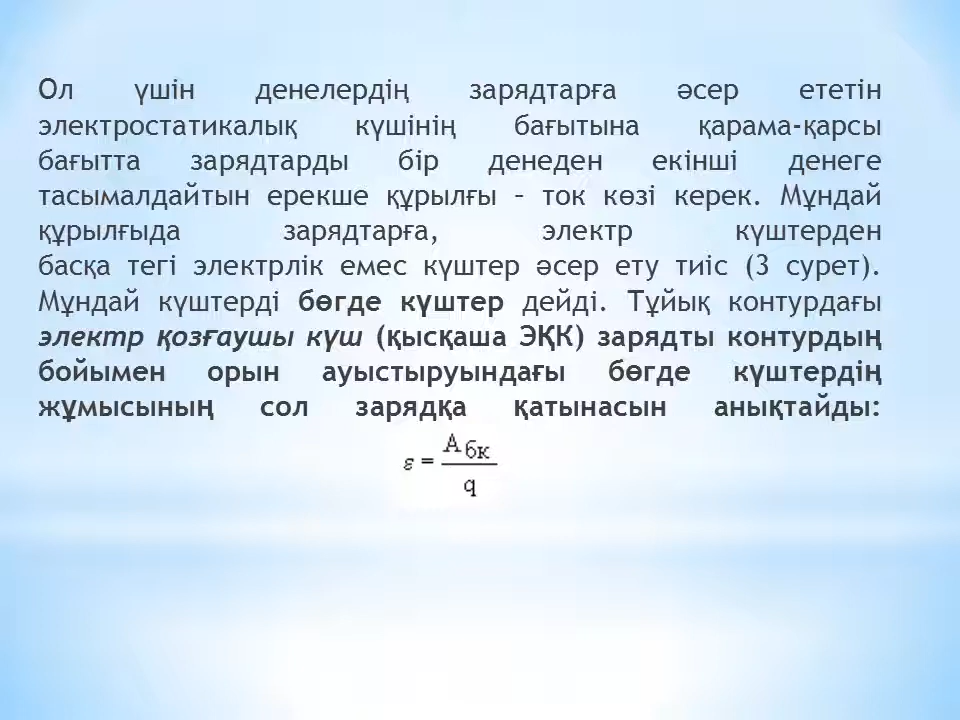 Ол үшін денелердің зарядтарға әсер ететін
электростатикалық күшінің бағытына қарама-қарсы
бағытта зарядтарды бір денеден екінші денеге
тасымалдайтын ерекше құрылғы – ток көзі керек. Мұндай
құрылғыда зарядтарға, электр күштерден
басқа тегі электрлік емес күштер әсер ету тиіс (3 сурет).
Мұндай күштерді бөгде күштер дейді. Тұйық контурдағы
электр қозғаушы күш (қысқаша ЭҚК) зарядты контурдың
бойымен орын ауыстыруындағы бөгде күштердің
жұмысының сол зарядқа қатынасын анықтайды:
ε = A бк / q